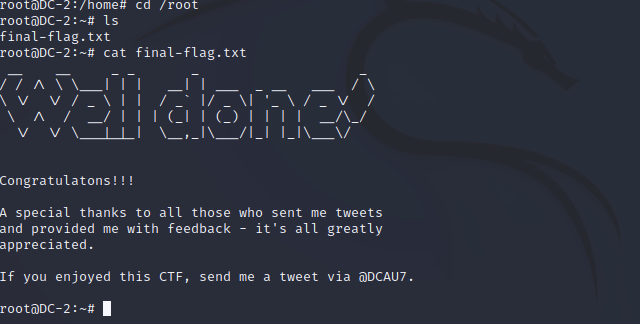 root@DC-2:/home# cd /root
root@DC-2:~# ls
final-flag.txt
root@DC-2:~# cat final-flag.txt
Well done!
Congratulatons!!!
A special thanks to all those who sent me tweets
and provided me with feedback - it's all greatly
appreciated.
If you enjoyed this CTF, send me a tweet via @DCAU7.
root@DC-2:~#